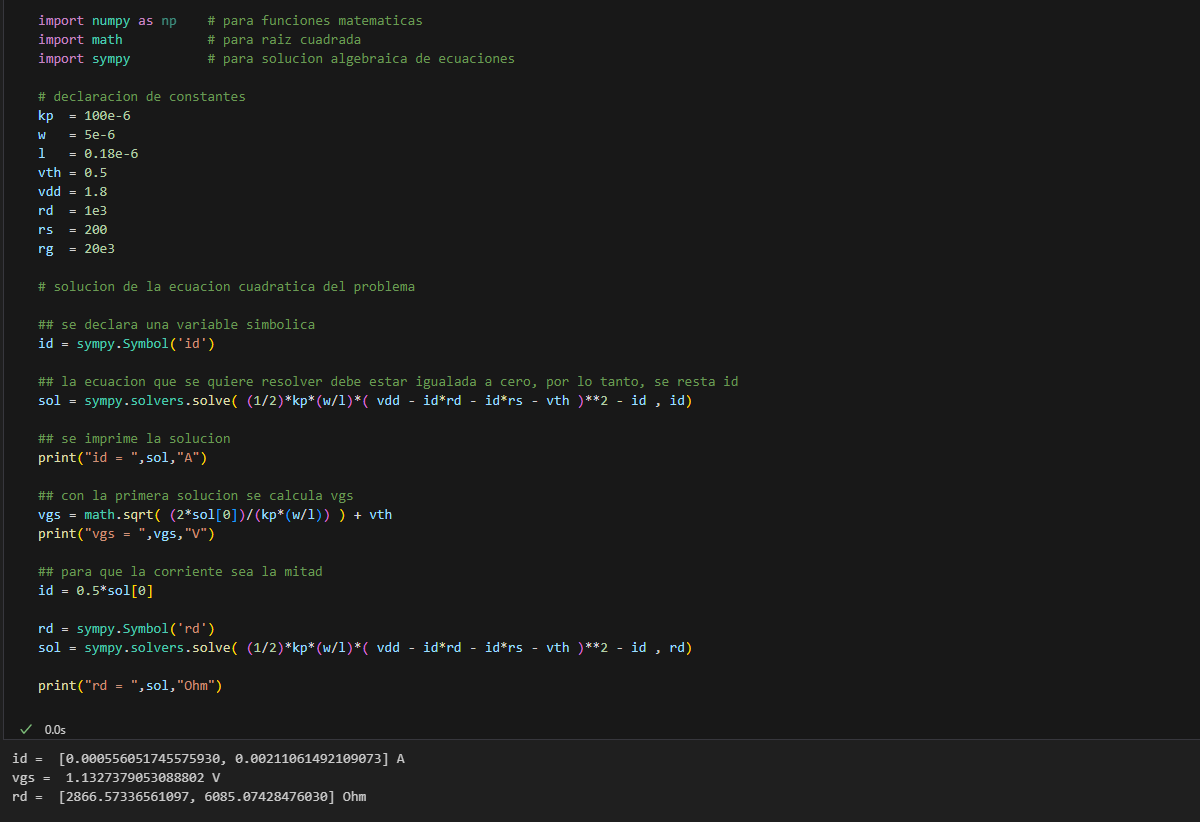 import numpy as np    # para funciones matematicas
import math           # para raiz cuadrada
import sympy          # para solucion algebraica de ecuaciones

# declaracion de constantes
kp  = 100e-6
w   = 5e-6
l   = 0.18e-6
vth = 0.5
vdd = 1.8
rd  = 1e3
rs  = 200
rg  = 20e3

# solucion de la ecuacion cuadratica del problema

## se declara una variable simbolica
id = sympy.Symbol('id')

## la ecuacion que se quiere resolver debe estar igualada a cero, por lo tanto, se resta id
sol = sympy.solvers.solve( (1/2)*kp*(w/l)*( vdd - id*rd - id*rs - vth )**2 - id , id)

## se imprime la solucion
print("id = ",sol,"A")

## con la primera solucion se calcula vgs
vgs = math.sqrt( (2*sol[0])/(kp*(w/l)) ) + vth
print("vgs = ",vgs,"V")

## para que la corriente sea la mitad
id = 0.5*sol[0]

rd = sympy.Symbol('rd')
sol = sympy.solvers.solve( (1/2)*kp*(w/l)*( vdd - id*rd - id*rs - vth )**2 - id , rd)

print("rd = ",sol,"Ohm")

✓ 0.0s
id =  [0.000556051745575930, 0.00211061492109073] A
vgs =  1.1327379053088802 V
rd =  [2866.57336561097, 6085.07428476030] Ohm